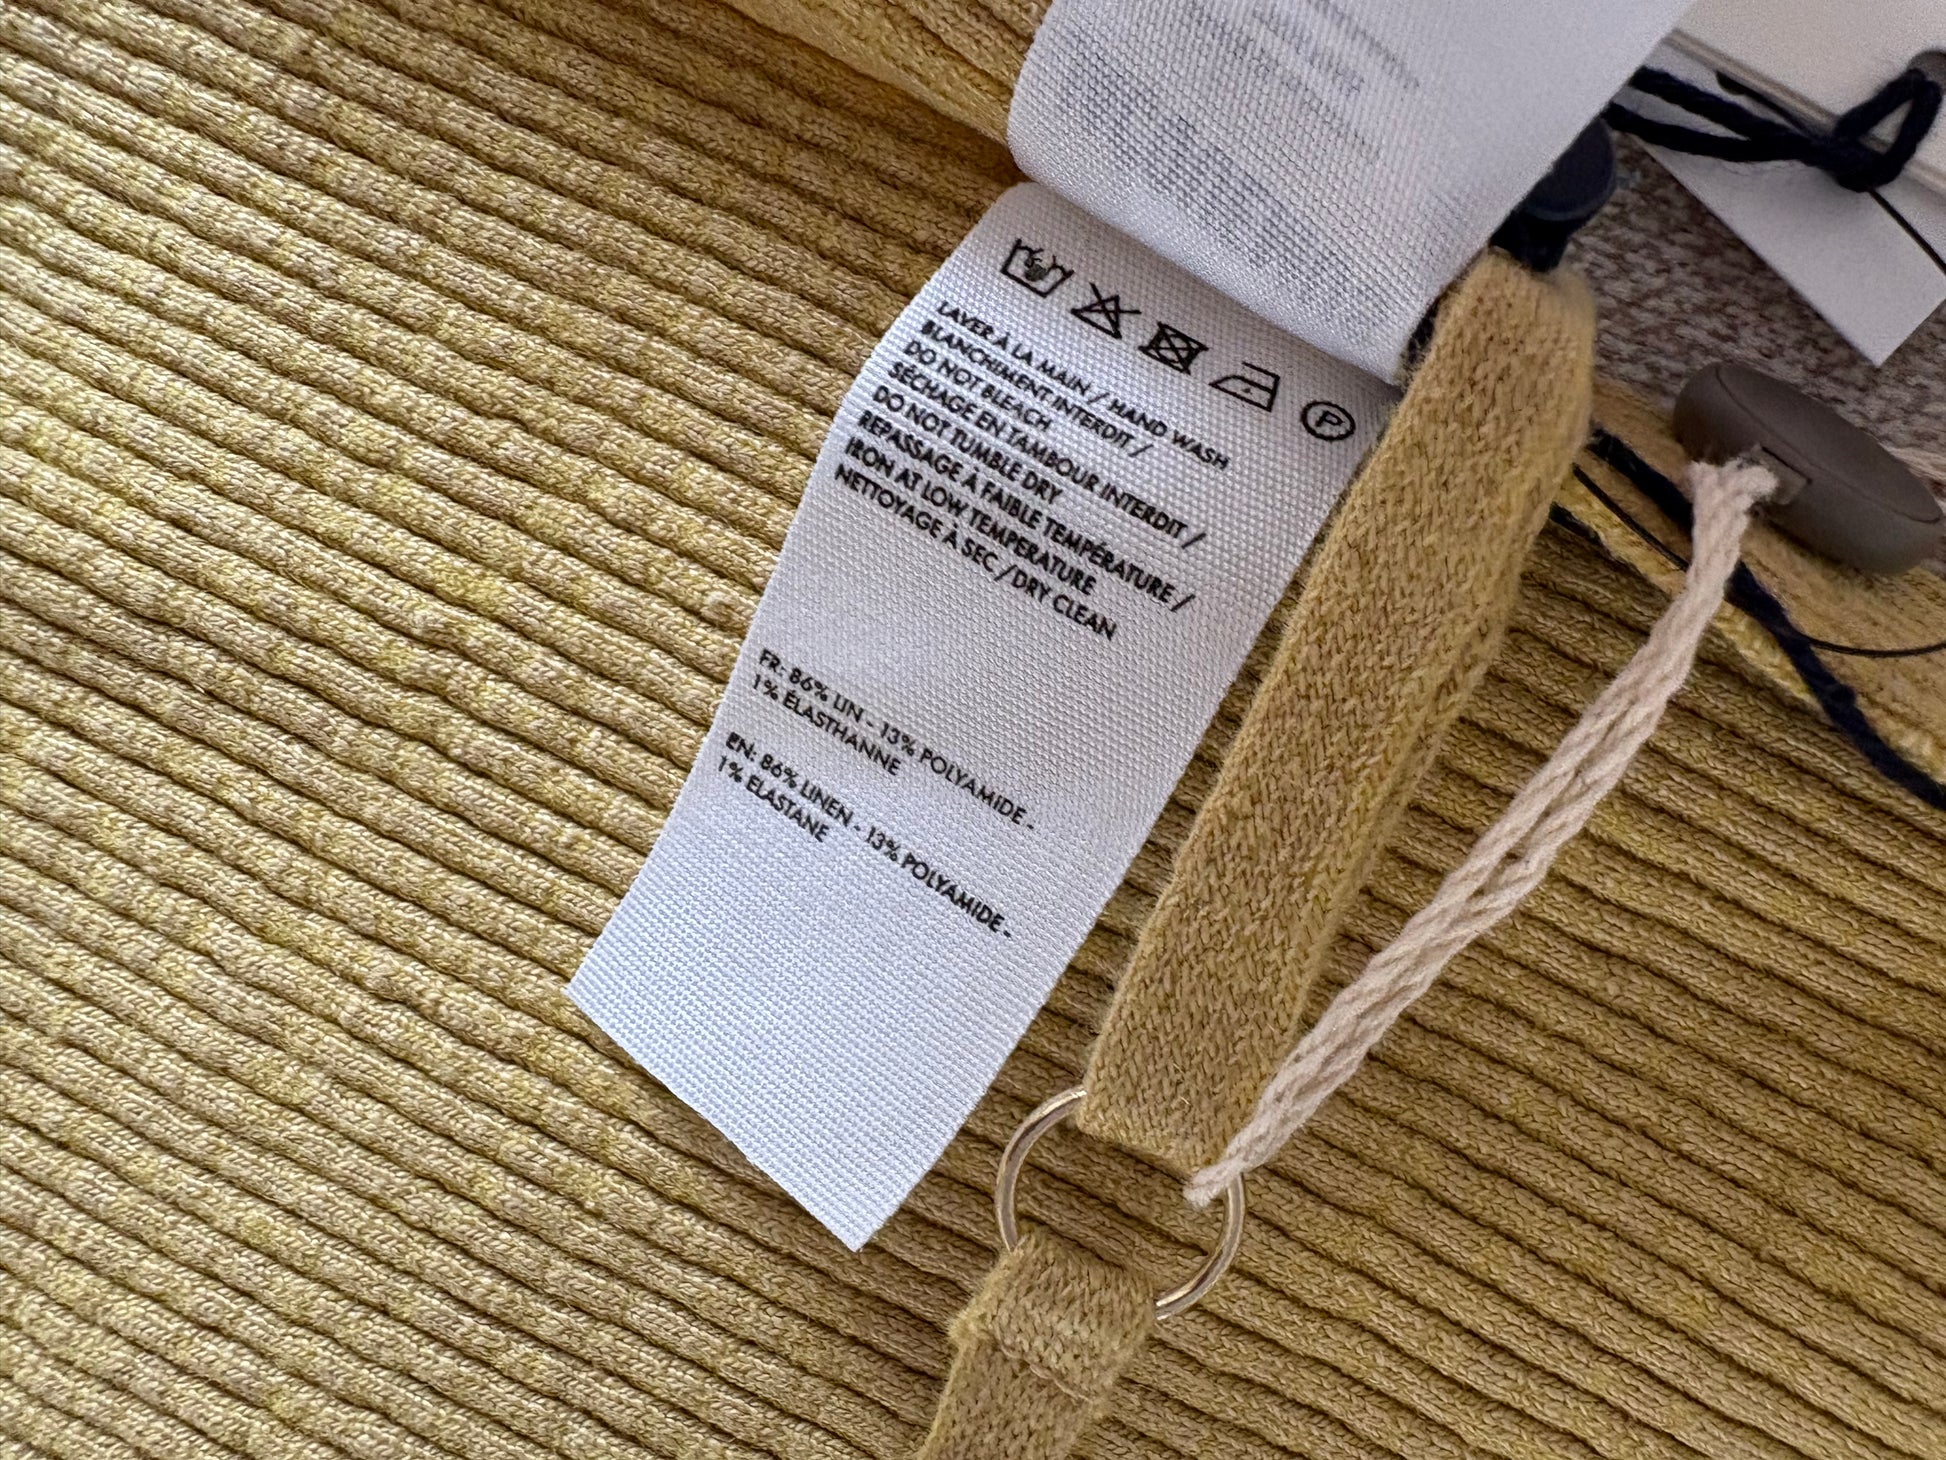 P
LAVER À LA MAIN / HAND WASH
BLANCHIMENT INTERDIT /
DO NOT BLEACH
SÉCHAGE EN TAMBOUR INTERDIT /
DO NOT TUMBLE DRY
REPASSAGE À FAIBLE TEMPÉRATURE /
IRON AT LOW TEMPERATURE
NETTOYAGE À SEC /DRY CLEAN
FR: 86% LIN - 13% POLYAMIDE -
1% ÉLASTHANNE
EN: 86% LINEN - 13% POLYAMIDE -
1% ELASTANE